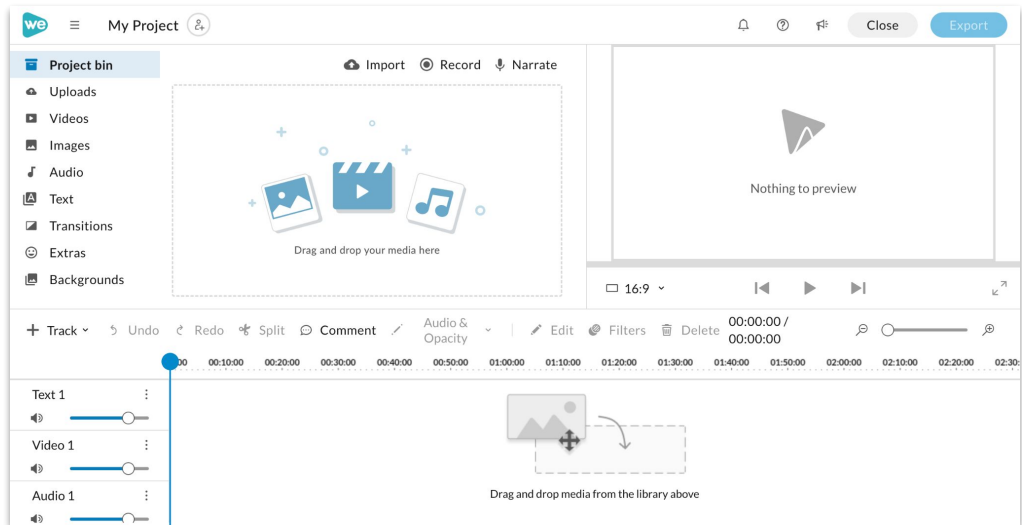 we My Project Close Export
Project bin
Import Record Narrate
Uploads
Videos
Images
Audio
Text
Transitions
Extras
Backgrounds
Drag and drop your media here
Nothing to preview
16:9
Track Undo Redo Split Comment Audio & Opacity Edit Filters Delete 00:00:00 / 00:00:00
:00 00:10:00 00:20:00 00:30:00 00:40:00 00:50:00 01:00:00 01:10:00 01:20:00 01:30:00 01:40:00 01:50:00 02:00:00 02:10:00 02:20:00 02:30:
Text 1
Video 1
Audio 1
Drag and drop media from the library above